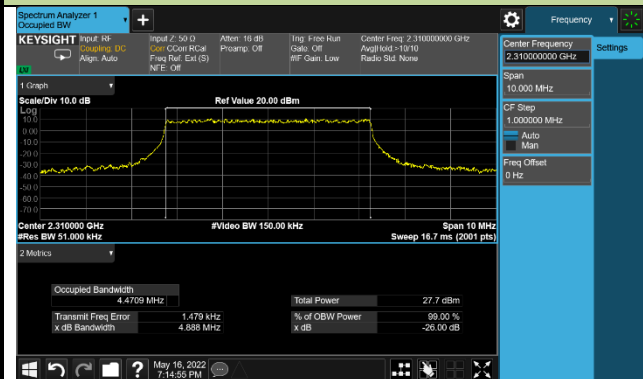 Spectrum Analyzer 1
Occupied BW
Frequency
KEYSIGHT
Input: RF
Coupling: DC
Align: Auto
Input Z: 50 Ω
Corr CCorr RCal
Freq Ref: Ext (S)
NFE: Off
Atten: 16 dB
Preamp: Off
Trig: Free Run
Gate: Off
#IF Gain: Low
Center Freq: 2.310000000 GHz
Avg|Hold:>10/10
Radio Std: None
Center Frequency
2.310000000 GHz
Settings
Span
10.000 MHz
CF Step
1.000000 MHz
Auto
Man
Freq Offset
0 Hz
1 Graph
Scale/Div 10.0 dB
Ref Value 20.00 dBm
Log
10.0
0.00
-10.0
-20.0
-30.0
-40.0
-50.0
-60.0
-70.0
Center 2.310000 GHz
#Video BW 150.00 kHz
Span 10 MHz
#Res BW 51.000 kHz
Sweep 16.7 ms (2001 pts)
2 Metrics
Occupied Bandwidth
4.4709 MHz
Total Power
27.7 dBm
Transmit Freq Error
1.479 kHz
% of OBW Power
99.00 %
x dB Bandwidth
4.888 MHz
x dB
-26.00 dB
May 16, 2022
7:14:55 PM